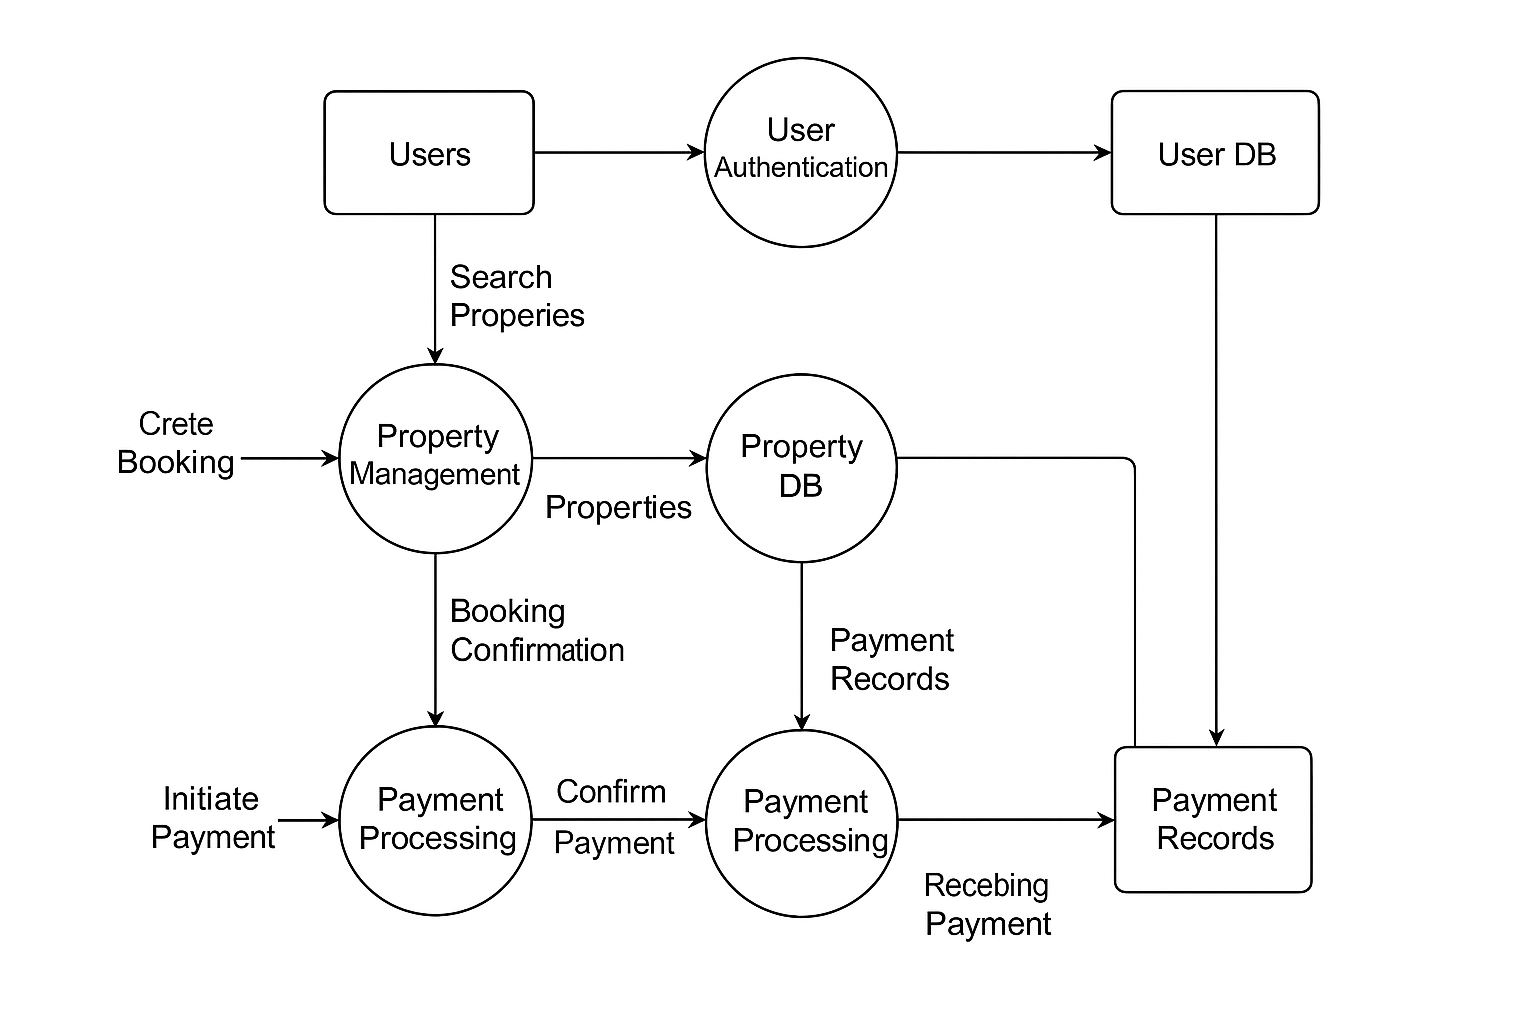 Users
User
Authentication
User DB
Search
Properies
Crete
Booking
Property
Management
Properties
Property
DB
Booking
Confirmation
Payment
Records
Initiate
Payment
Payment
Processing
Confirm
Payment
Payment
Processing
Recebing
Payment
Payment
Records